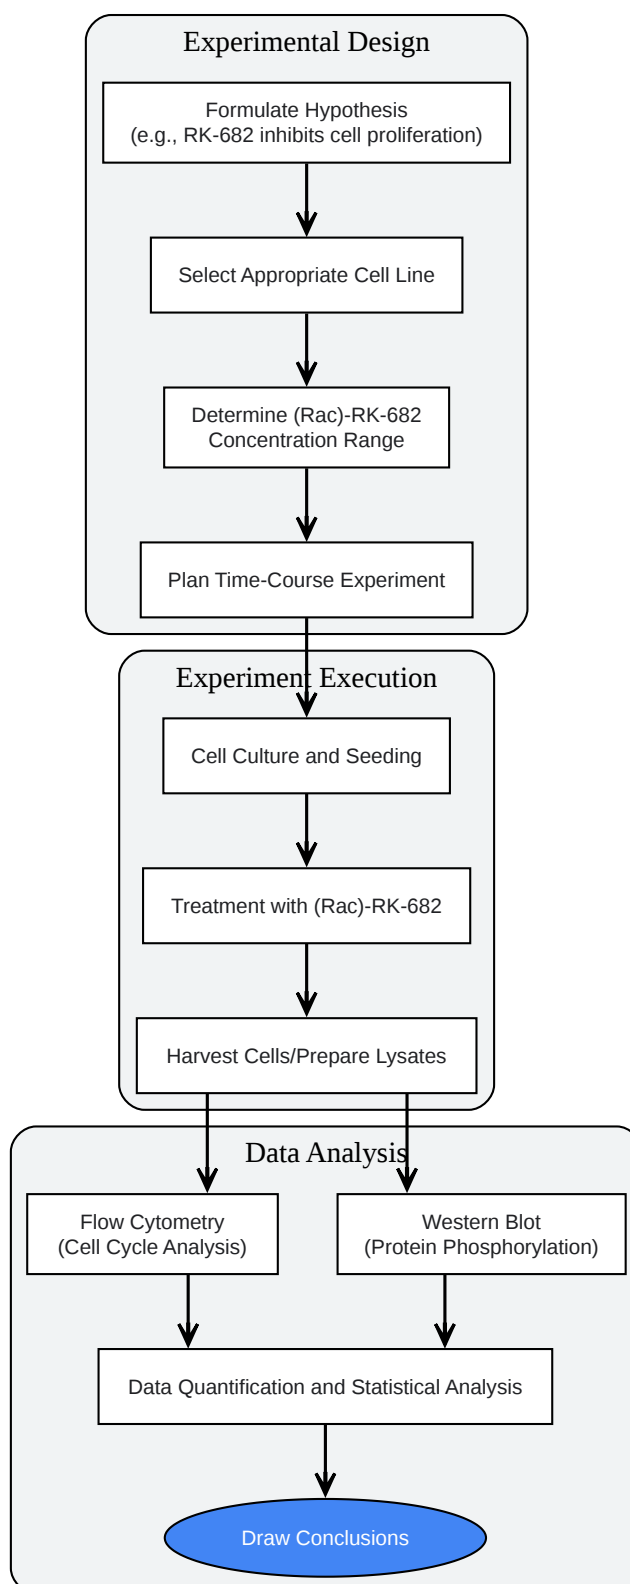 Experimental Design
Formulate Hypothesis
(e.g., RK-682 inhibits cell proliferation)
Select Appropriate Cell Line
Determine (Rac)-RK-682
Concentration Range
Plan Time-Course Experiment
Experiment Execution
Cell Culture and Seeding
Treatment with (Rac)-RK-682
Harvest Cells/Prepare Lysates
Data Analysis
Flow Cytometry
(Cell Cycle Analysis)
Western Blot
(Protein Phosphorylation)
Data Quantification and Statistical Analysis
Draw Conclusions